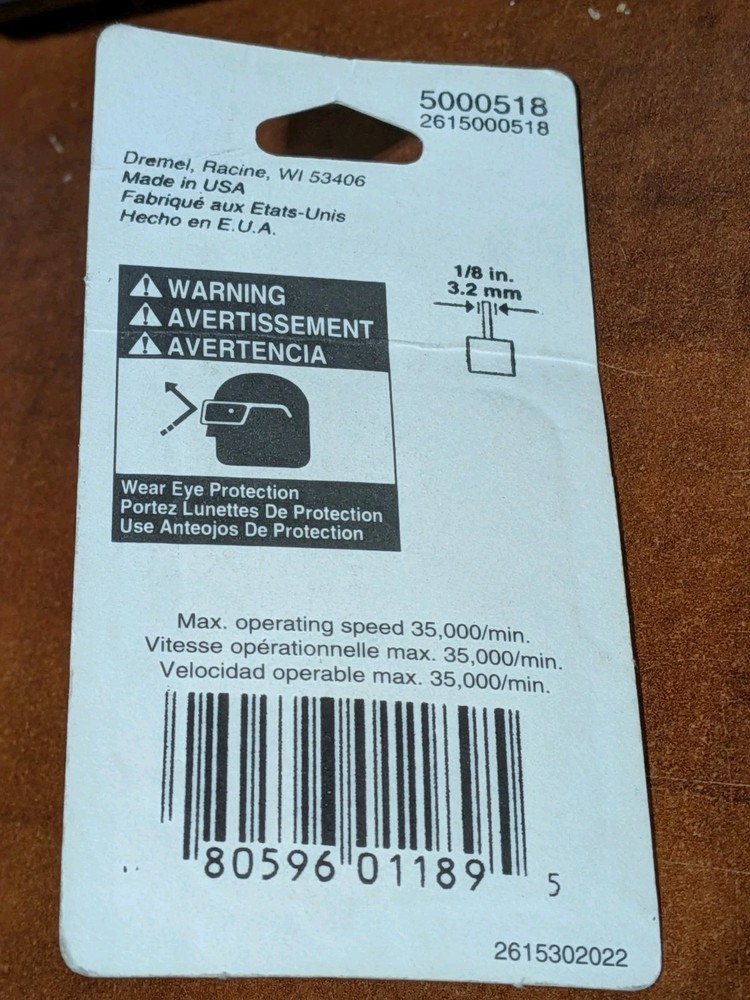 5000518
2615000518
Dremel, Racine, WI 53406
Made in USA
Fabriqué aux Etats-Unis
Hecho en E.U.A.
1/8 in.
3.2 mm
WARNING
AVERTISSEMENT
AVERTENCIA
Wear Eye Protection
Portez Lunettes De Protection
Use Anteojos De Protection
Max. operating speed 35,000/min.
Vitesse opérationnelle max. 35,000/min.
Velocidad operable max. 35,000/min.
80596 01189 5
2615302022